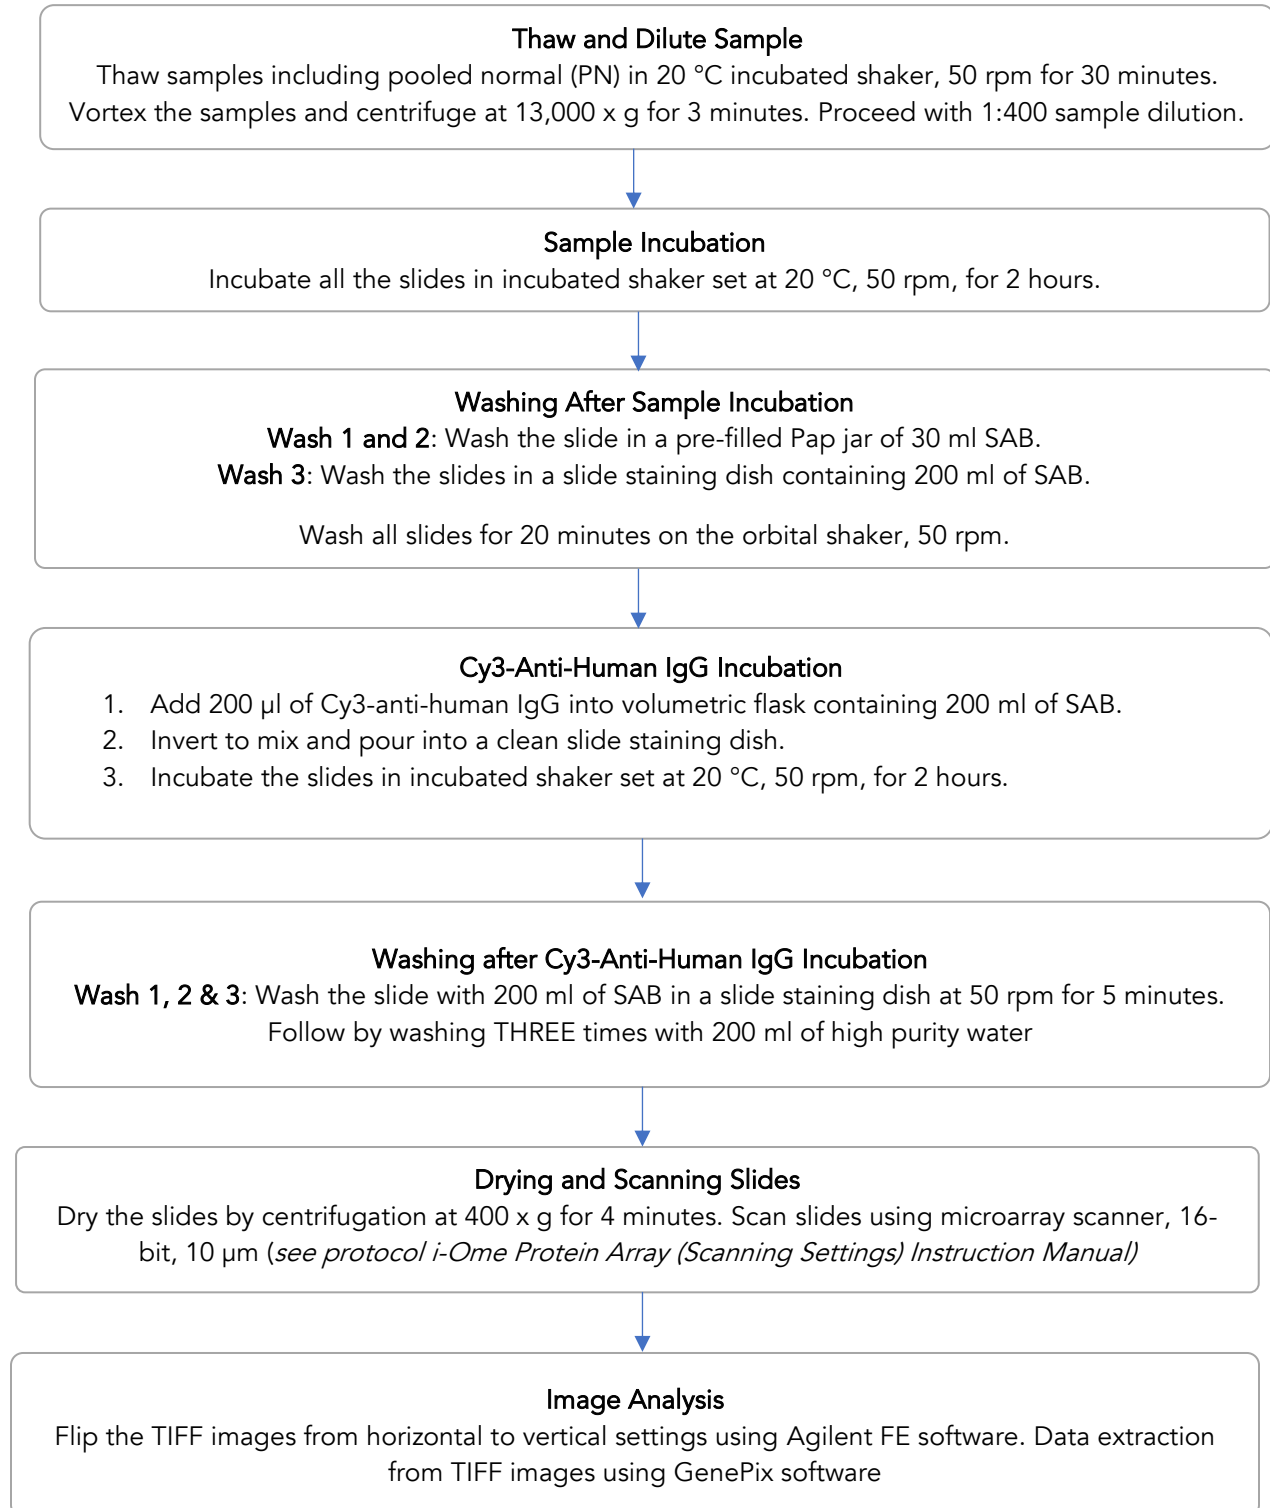 Thaw and Dilute Sample
Thaw samples including pooled normal (PN) in 20 °C incubated shaker, 50 rpm for 30 minutes.
Vortex the samples and centrifuge at 13,000 x g for 3 minutes. Proceed with 1:400 sample dilution.
Sample Incubation
Incubate all the slides in incubated shaker set at 20 °C, 50 rpm, for 2 hours.
Washing After Sample Incubation
Wash 1 and 2: Wash the slide in a pre-filled Pap jar of 30 ml SAB.
Wash 3: Wash the slides in a slide staining dish containing 200 ml of SAB.
Wash all slides for 20 minutes on the orbital shaker, 50 rpm.
Cy3-Anti-Human IgG Incubation
1. Add 200 µl of Cy3-anti-human IgG into volumetric flask containing 200 ml of SAB.
2. Invert to mix and pour into a clean slide staining dish.
3. Incubate the slides in incubated shaker set at 20 °C, 50 rpm, for 2 hours.
Washing after Cy3-Anti-Human IgG Incubation
Wash 1, 2 & 3: Wash the slide with 200 ml of SAB in a slide staining dish at 50 rpm for 5 minutes.
Follow by washing THREE times with 200 ml of high purity water
Drying and Scanning Slides
Dry the slides by centrifugation at 400 x g for 4 minutes. Scan slides using microarray scanner, 16-
bit, 10 µm (see protocol i-Ome Protein Array (Scanning Settings) Instruction Manual)
Image Analysis
Flip the TIFF images from horizontal to vertical settings using Agilent FE software. Data extraction
from TIFF images using GenePix software